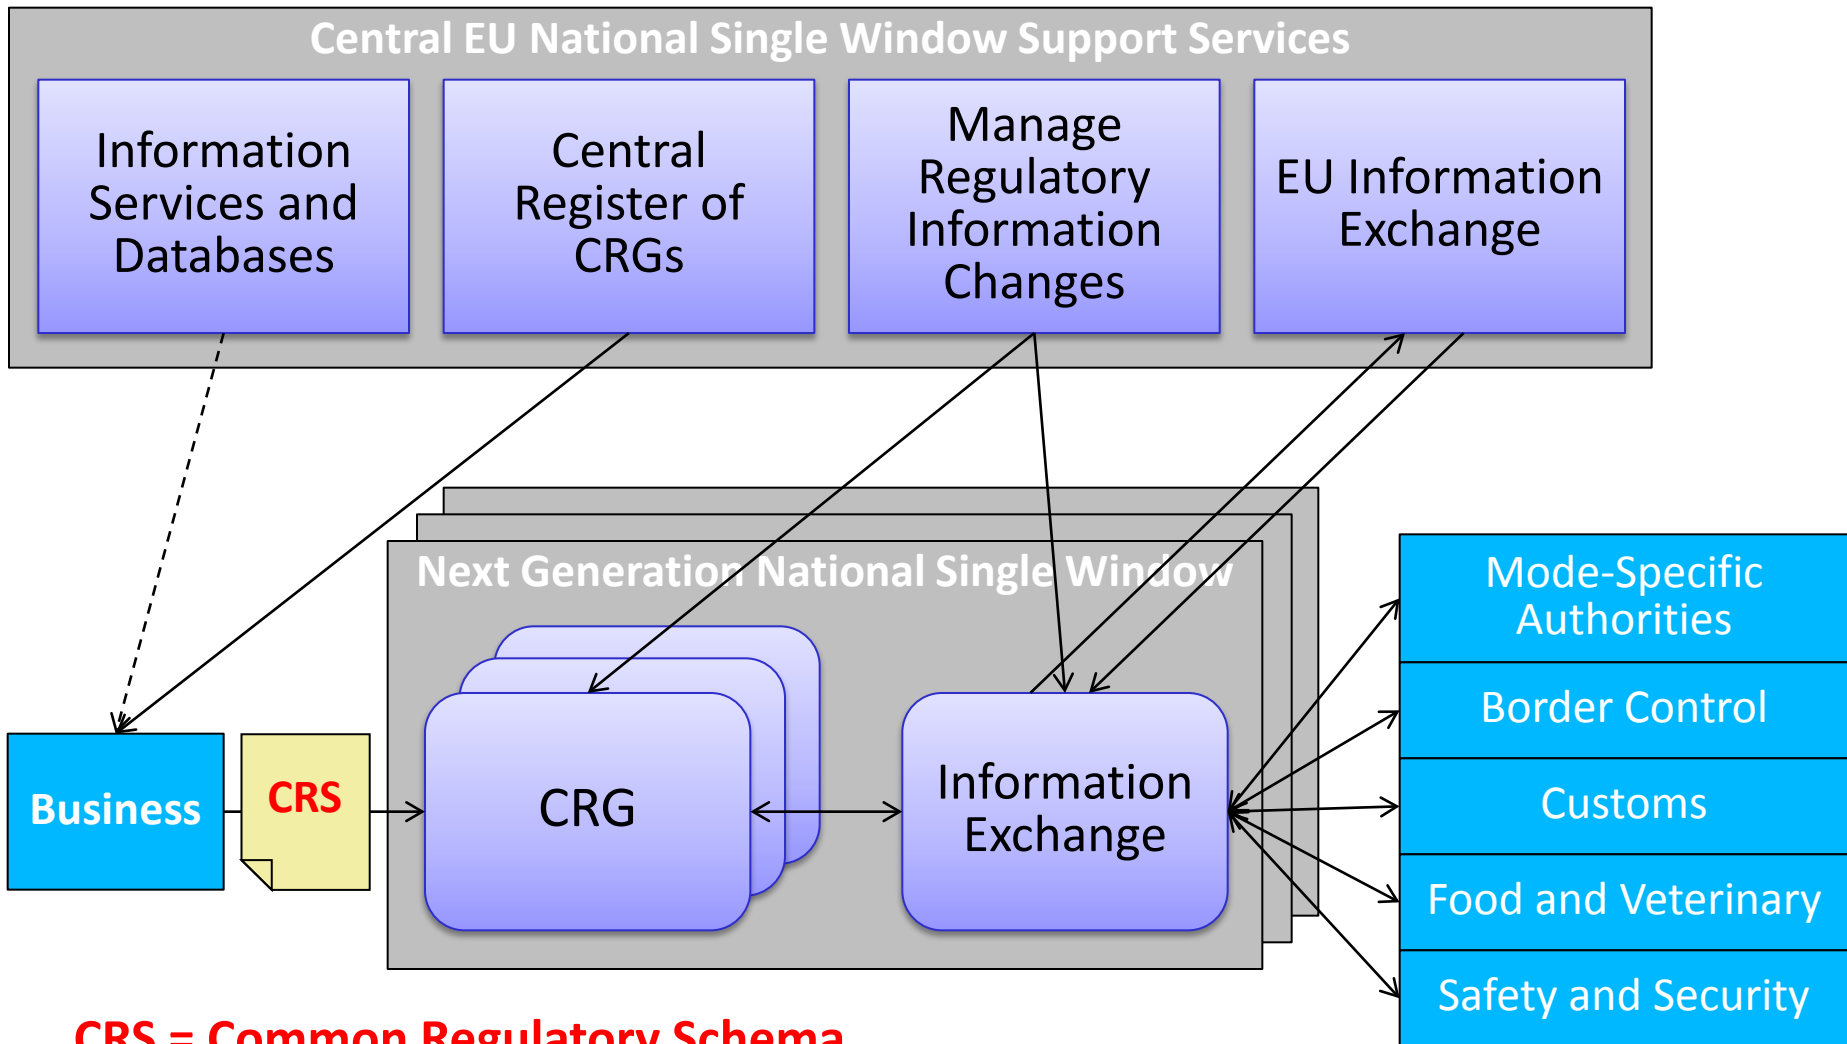 Central EU National Single Window Support Services
Information
Services and
Databases
Central
Register of
CRGs
Manage
Regulatory
Information
Changes
EU Information
Exchange
Next Generation National Single Window
Business
CRS
CRG
Information
Exchange
Mode-Specific
Authorities
Border Control
Customs
Food and Veterinary
Safety and Security
CRS = Common Regulatory Schema